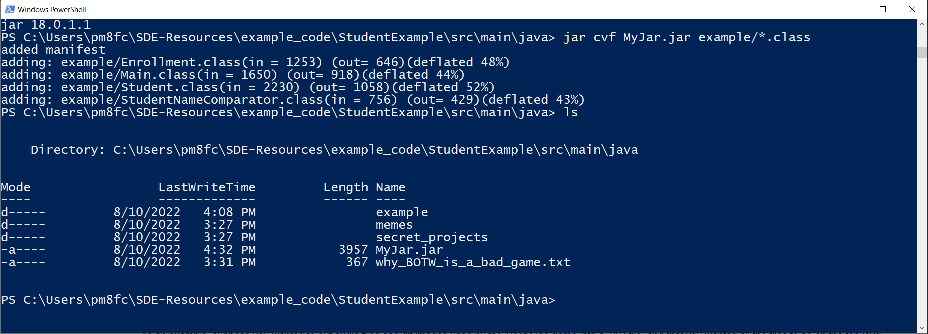 Windows PowerShell
jar 18.0.1.1
PS C:\Users\pm8fc\SDE-Resources\example_code\StudentExample\src\main\java> jar cvf MyJar.jar example/*.class
added manifest
adding: example/Enrollment.class(in = 1253) (out= 646)(deflated 48%)
adding: example/Main.class(in = 1650) (out= 918)(deflated 44%)
adding: example/Student.class(in = 2230) (out= 1058)(deflated 52%)
adding: example/StudentNameComparator.class(in = 756) (out= 429)(deflated 43%)
PS C:\Users\pm8fc\SDE-Resources\example_code\StudentExample\src\main\java> ls
Directory: C:\Users\pm8fc\SDE-Resources\example_code\StudentExample\src\main\java
Mode LastWriteTime Length Name
---- ------------- ------ ----
d----- 8/10/2022 4:08 PM example
d----- 8/10/2022 3:27 PM memes
d----- 8/10/2022 3:27 PM secret_projects
-a---- 8/10/2022 4:32 PM 3957 MyJar.jar
-a---- 8/10/2022 3:31 PM 367 why_BOTW_is_a_bad_game.txt
PS C:\Users\pm8fc\SDE-Resources\example_code\StudentExample\src\main\java>